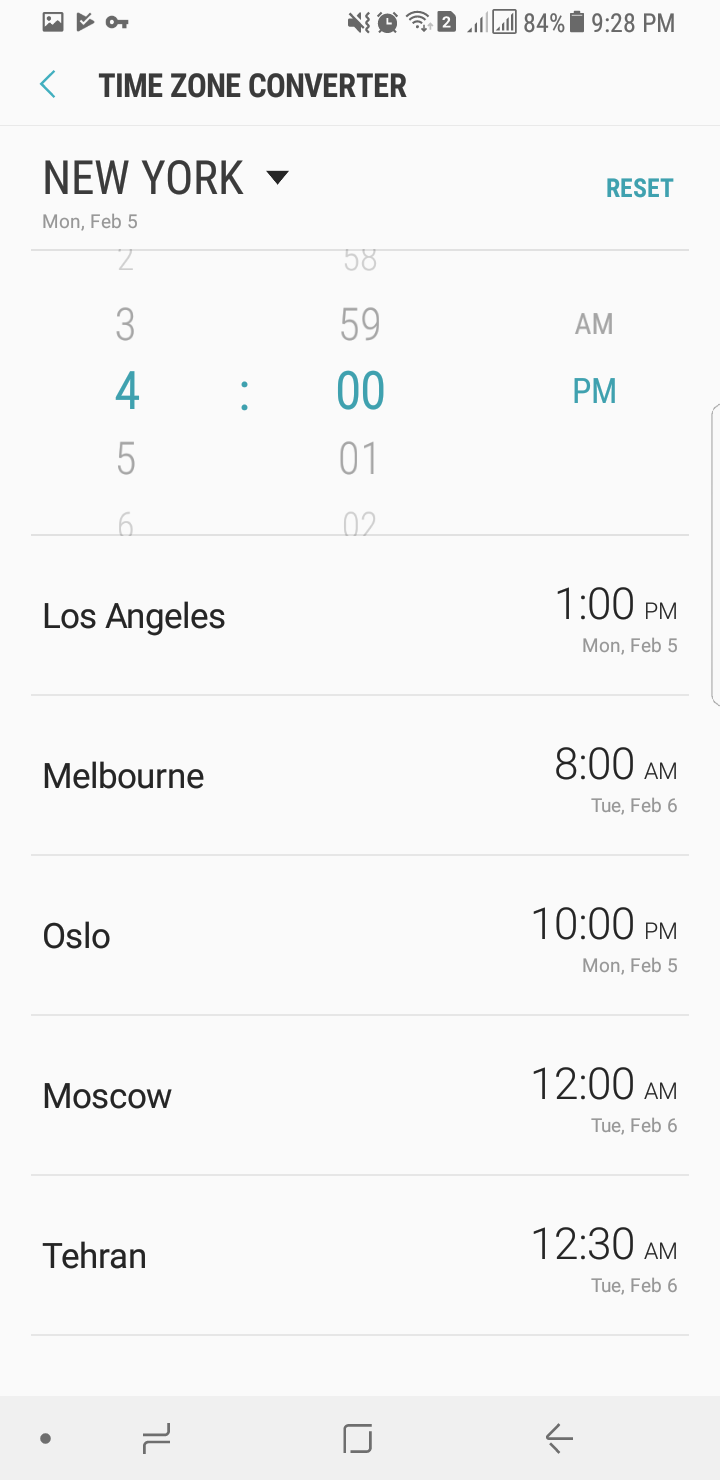 2 84% 9:28 PM
TIME ZONE CONVERTER
NEW YORK
RESET
Mon, Feb 5
2 58
3 59 AM
4 : 00 PM
5 01
6 02
Los Angeles 1:00 PM
Mon, Feb 5
Melbourne 8:00 AM
Tue, Feb 6
Oslo 10:00 PM
Mon, Feb 5
Moscow 12:00 AM
Tue, Feb 6
Tehran 12:30 AM
Tue, Feb 6